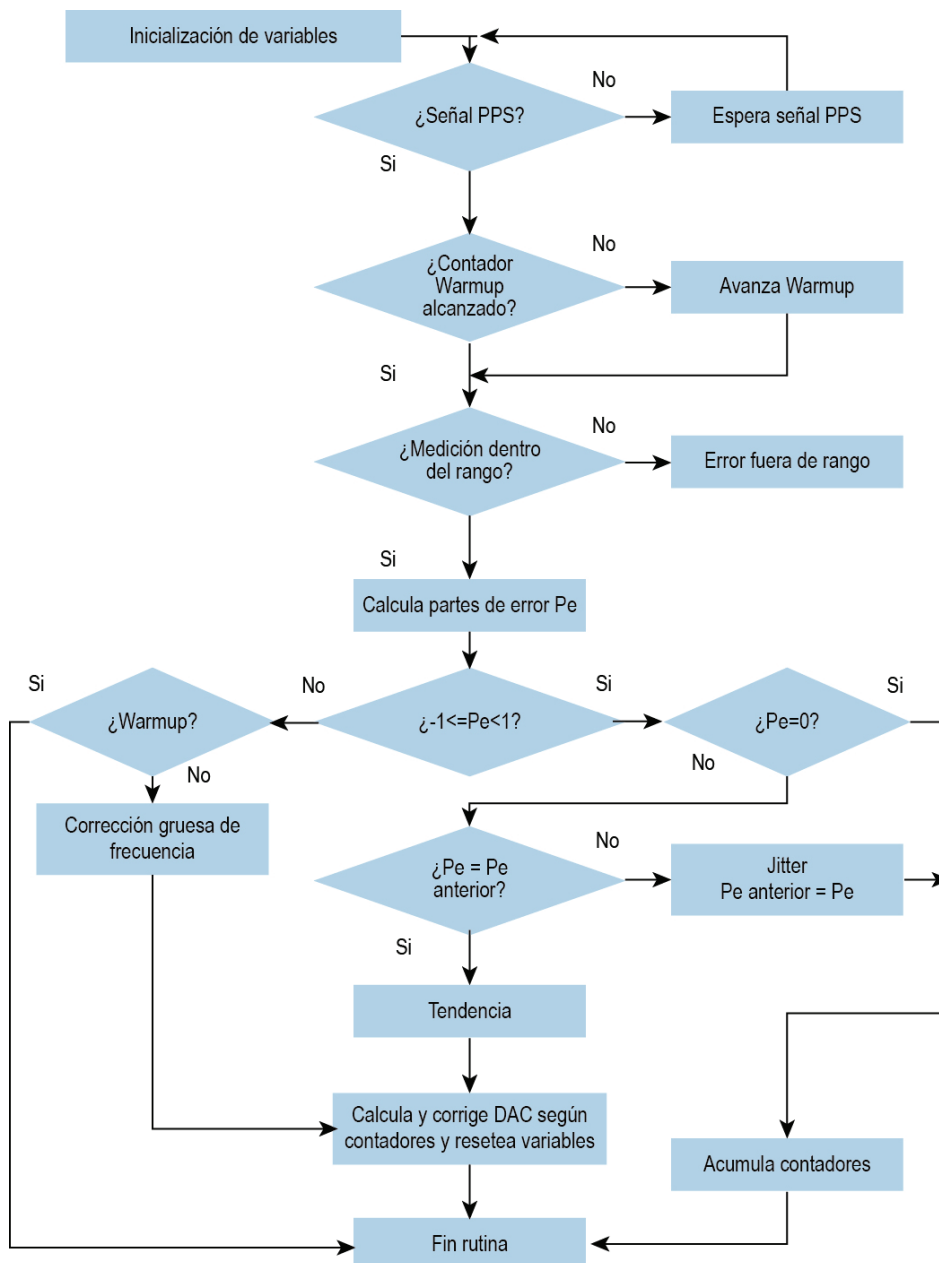 Inicialización de variables
¿Señal PPS?
No
Espera señal PPS
Si
¿Contador
Warmup
alcanzado?
No
Avanza Warmup
Si
¿Medición dentro
del rango?
No
Error fuera de rango
Si
Calcula partes de error Pe
Si
¿Warmup?
No
¿-1<=Pe<1?
Si
¿Pe=0?
Si
No
No
Corrección gruesa de
frecuencia
¿Pe = Pe
anterior?
No
Jitter
Pe anterior = Pe
Si
Tendencia
Calcula y corrige DAC según
contadores y resetea variables
Acumula contadores
Fin rutina